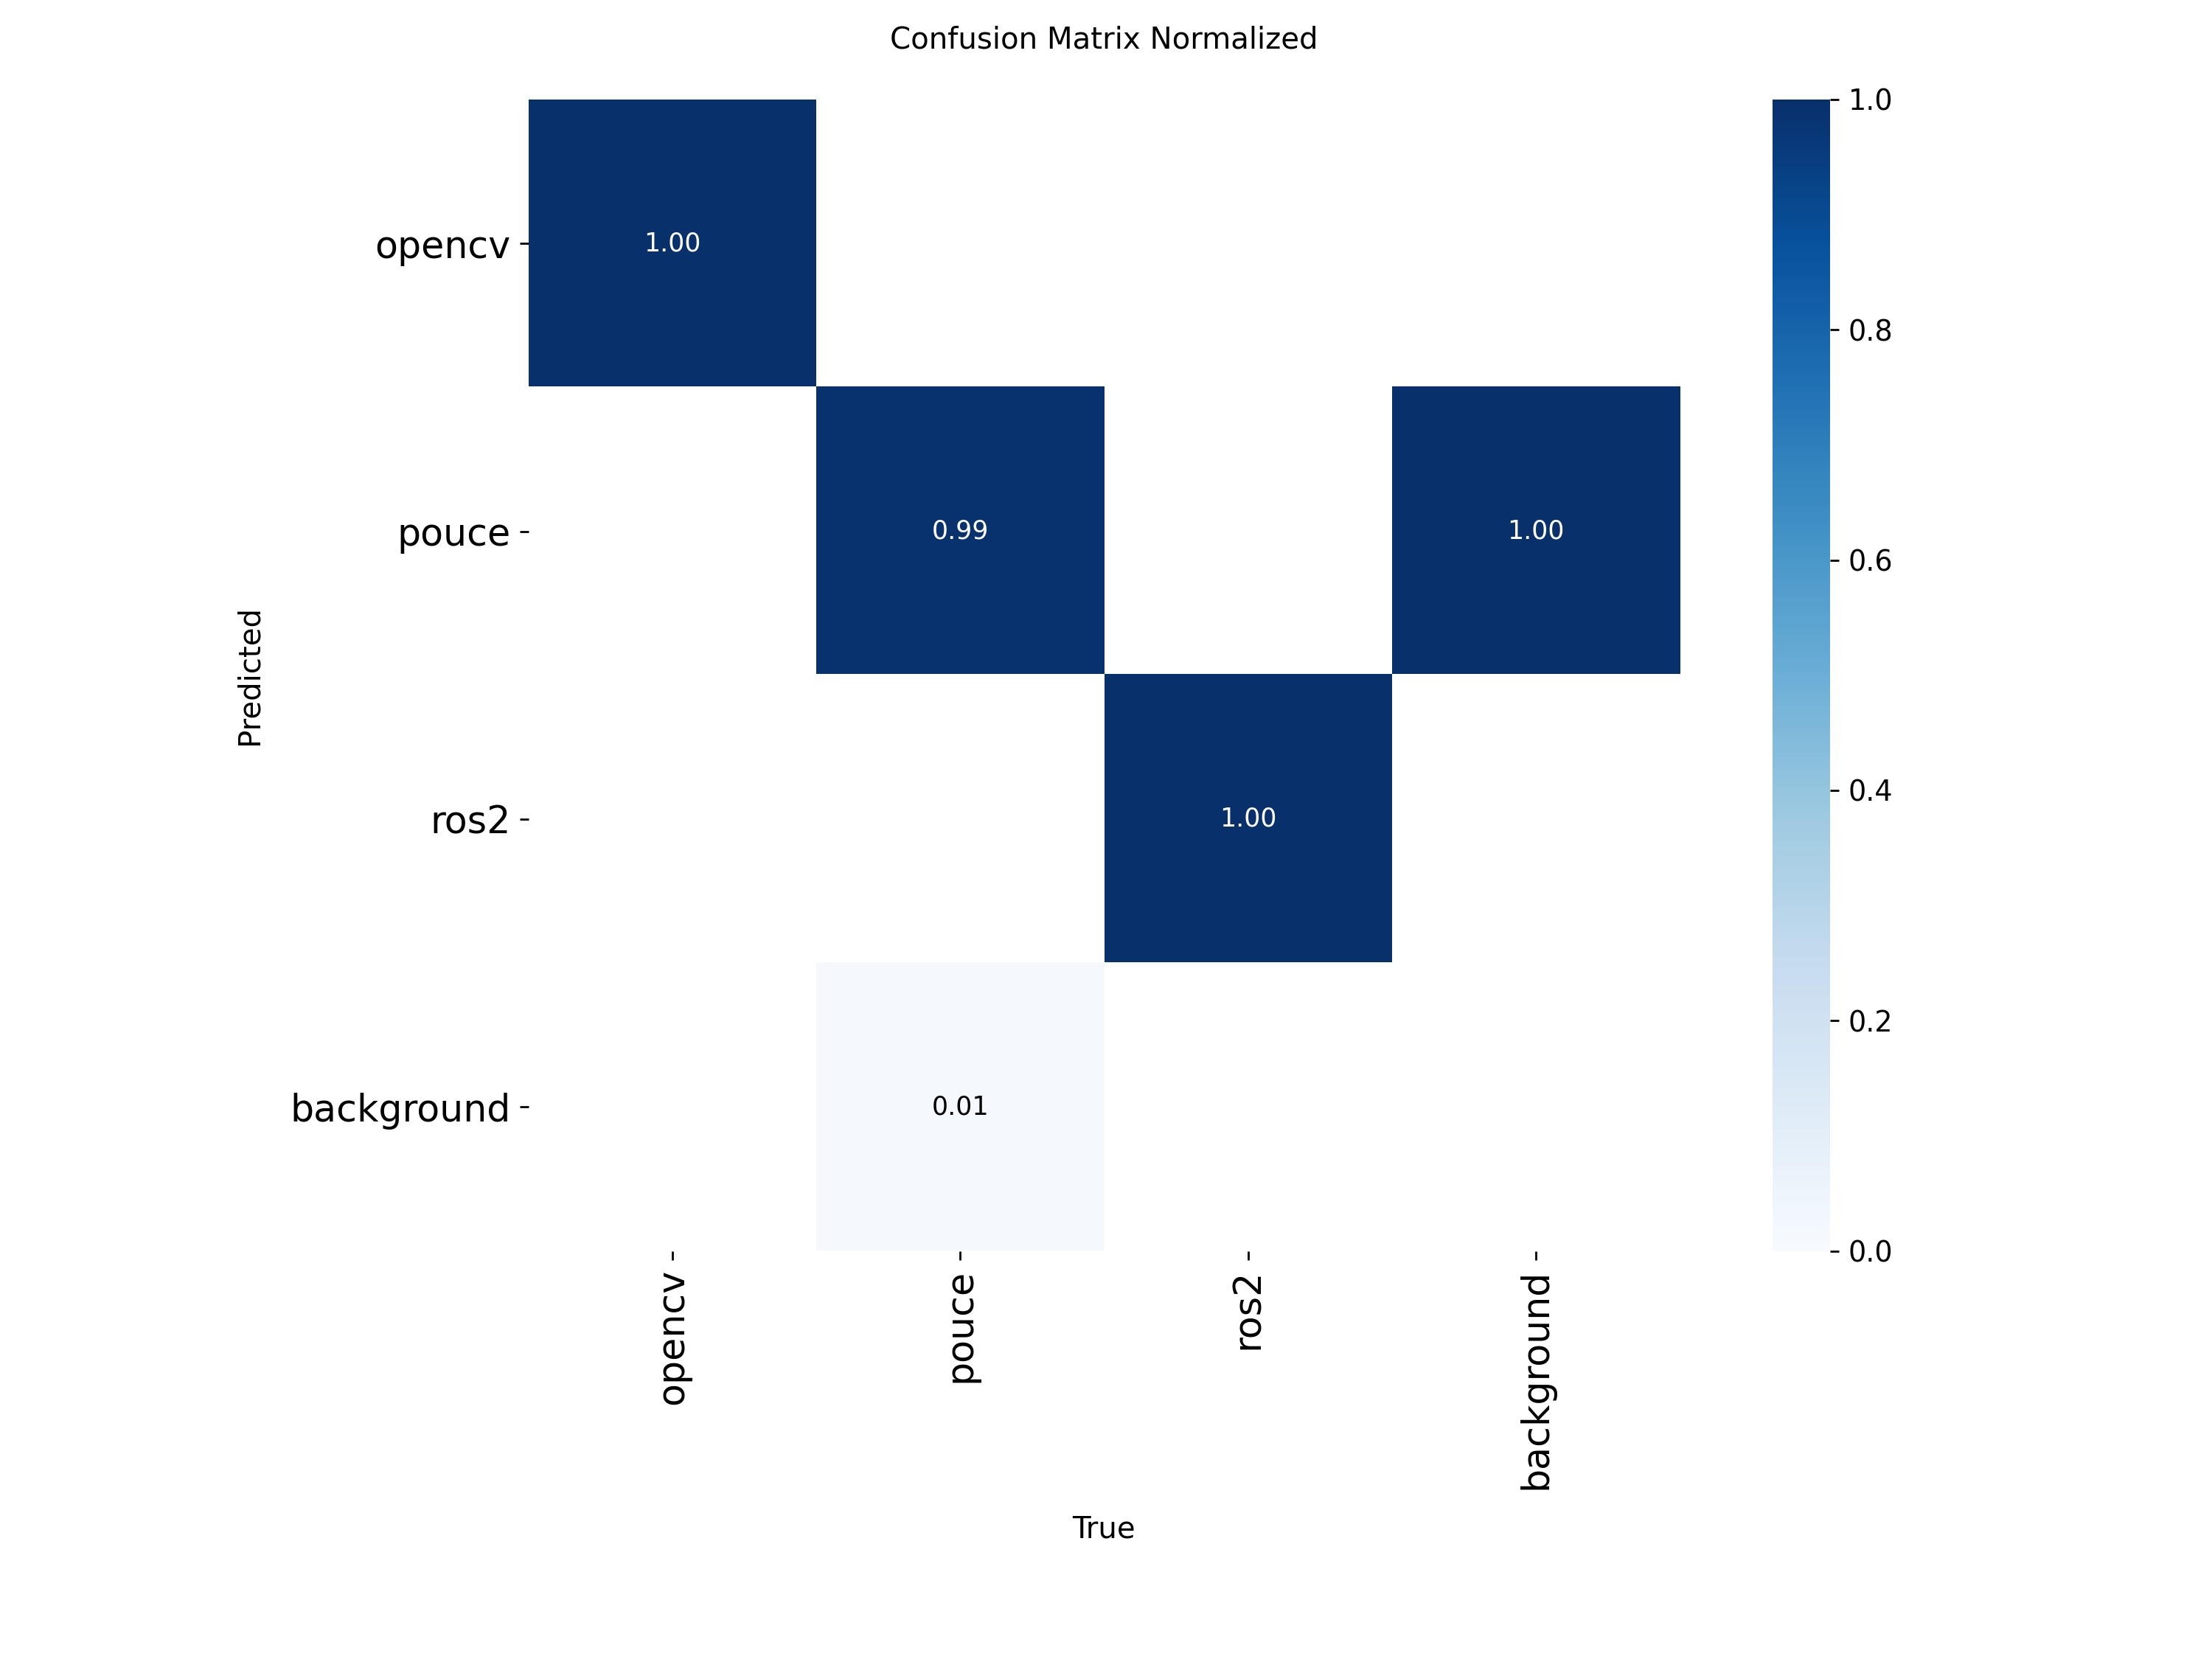 Confusion Matrix Normalized
opencv
pouce
ros2
background
Predicted
1.00
0.99
1.00
1.00
0.01
opencv
pouce
ros2
background
True
1.0
0.8
0.6
0.4
0.2
0.0